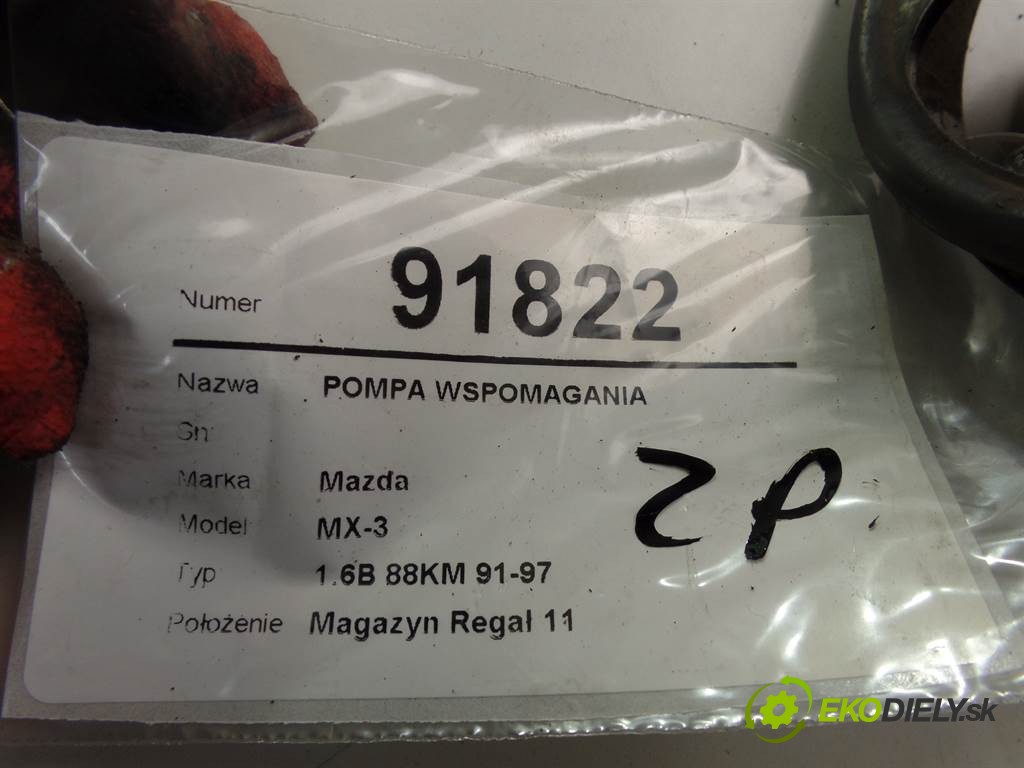 Numer 91822
Nazwa POMPA WSPOMAGANIA
Sn
Marka Mazda
Model MX-3
Typ 1.6B 88KM 91-97
Położenie Magazyn Regał 11
ZP
EKODIELY.sk